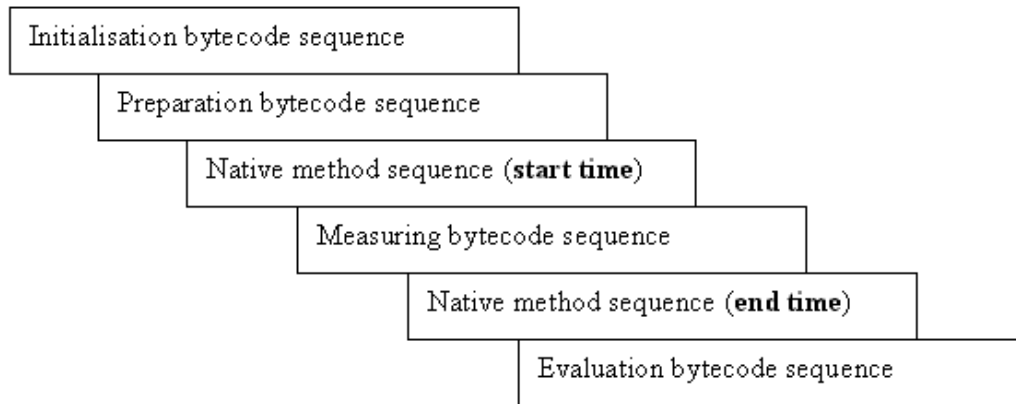 Initialisation bytecode sequence
Preparation bytecode sequence
Native method sequence (start time)
Measuring bytecode sequence
Native method sequence (end time)
Evaluation bytecode sequence